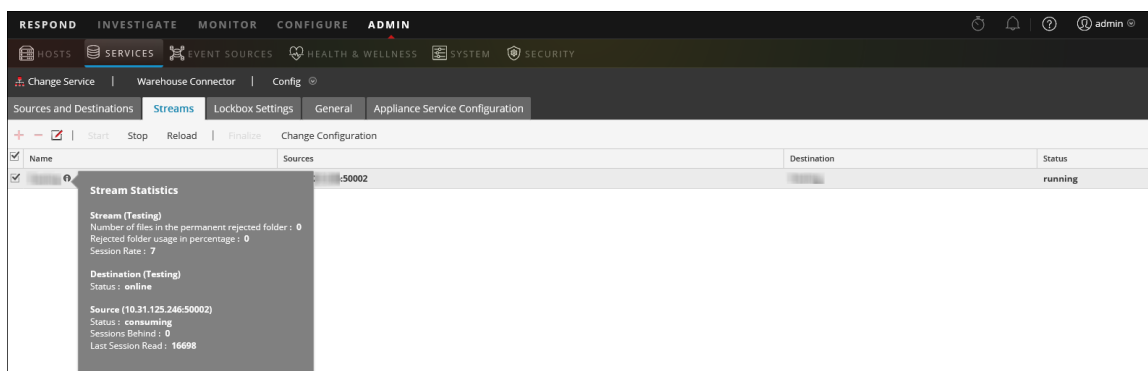 RESPOND INVESTIGATE MONITOR CONFIGURE ADMIN admin
HOSTS SERVICES EVENT SOURCES HEALTH & WELLNESS SYSTEM SECURITY
Change Service | Warehouse Connector | Config
Sources and Destinations Streams Lockbox Settings General Appliance Service Configuration
Start Stop Reload | Finalize Change Configuration
Name Sources Destination Status
:50002 running
Stream Statistics
Stream (Testing)
Number of files in the permanent rejected folder : 0
Rejected folder usage in percentage : 0
Session Rate : 7
Destination (Testing)
Status : online
Source (10.31.125.246:50002)
Status : consuming
Sessions Behind : 0
Last Session Read : 16698